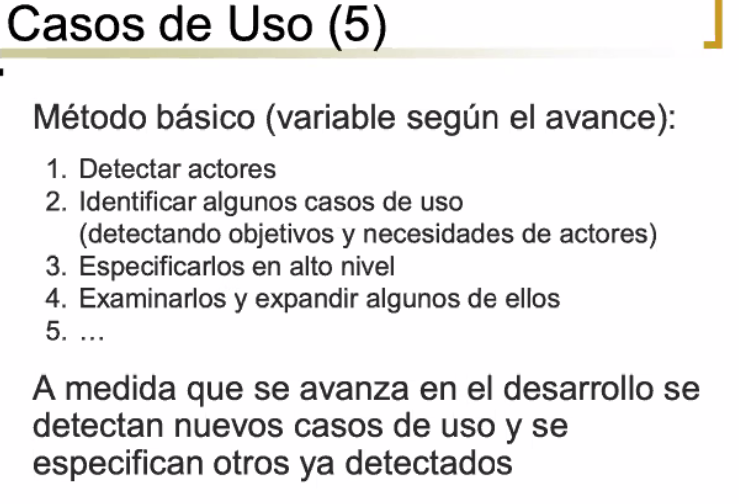 Casos de Uso (5)
Método básico (variable según el avance):
1. Detectar actores
2. Identificar algunos casos de uso
(detectando objetivos y necesidades de actores)
3. Especificarlos en alto nivel
4. Examinarlos y expandir algunos de ellos
5. ...
A medida que se avanza en el desarrollo se
detectan nuevos casos de uso y se
especifican otros ya detectados